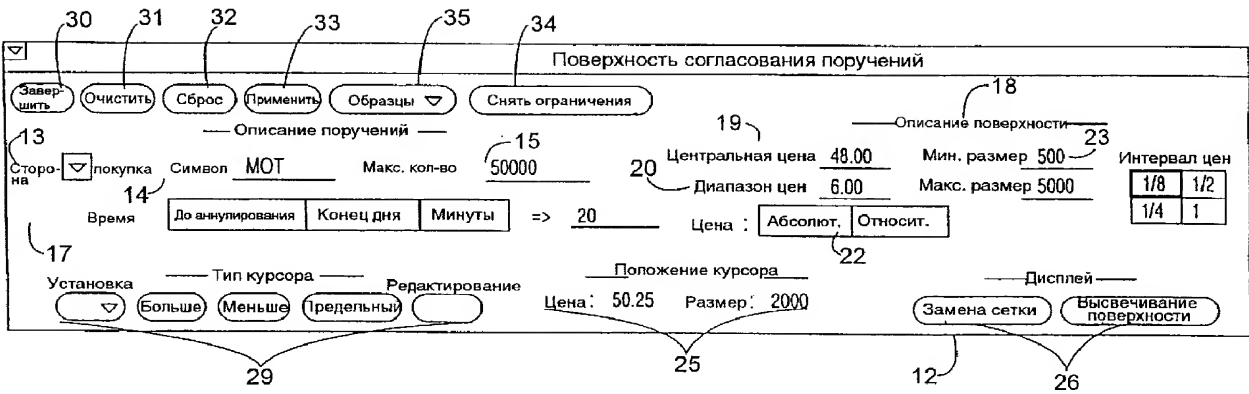 30 31 32 33 35 34
Поверхность согласования поручений
Завер-
шить Очистить Сброс Применить Образцы Снять ограничения
18
Описание поручений Описание поверхности
13 15 19 23
Сторо-
на покупка Символ MOT Макс. кол-во 50000 Центральная цена 48.00 Мин. размер 500 Интервал цен
14 20 Диапазон цен 6.00 Макс. размер 5000 1/8 1/2
1/4 1
Время До аннулирования Конец дня Минуты => 20 Цена : Абсолют. Относит.
17 22
Тип курсора Положение курсора Дисплей
Установка Редактирование
Больше Меньше Предельный Цена: 50.25 Размер: 2000 Замена сетки Высвечивание
поверхности
29 25 12 26